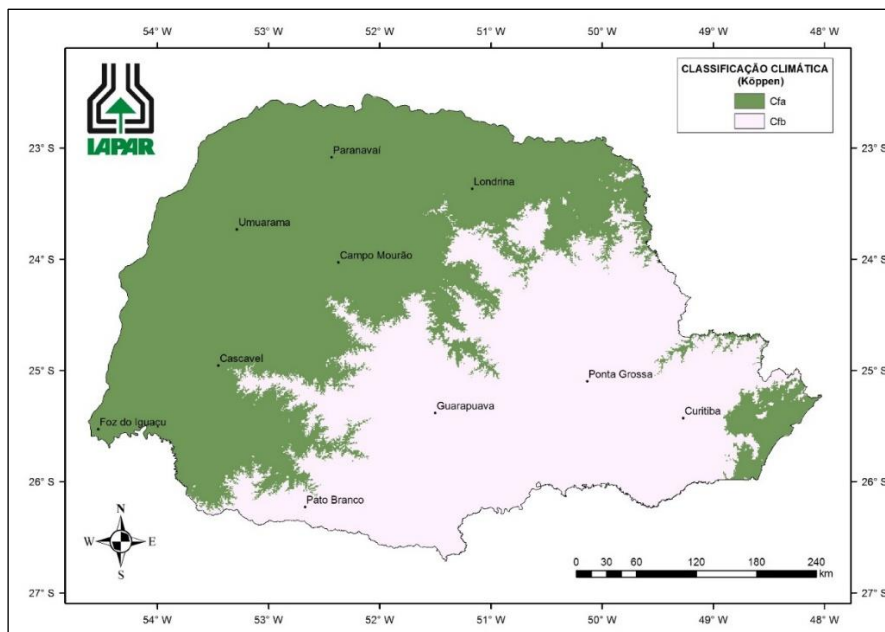 54° W 53° W 52° W 51° W 50° W 49° W 48° W
CLASSIFICAÇÃO CLIMÁTICA
(Köppen)
Cfa
Cfb
IAPAR
23° S 23° S
Paranavaí
Londrina
Umuarama
24° S 24° S
Campo Mourão
Cascavel
25° S 25° S
Ponta Grossa
Guarapuava
Curitiba
Foz do Iguaçu
26° S 26° S
Pato Branco
N
W E
S
0 15 30 60 120 180 240
km
27° S 27° S
54° W 53° W 52° W 51° W 50° W 49° W 48° W